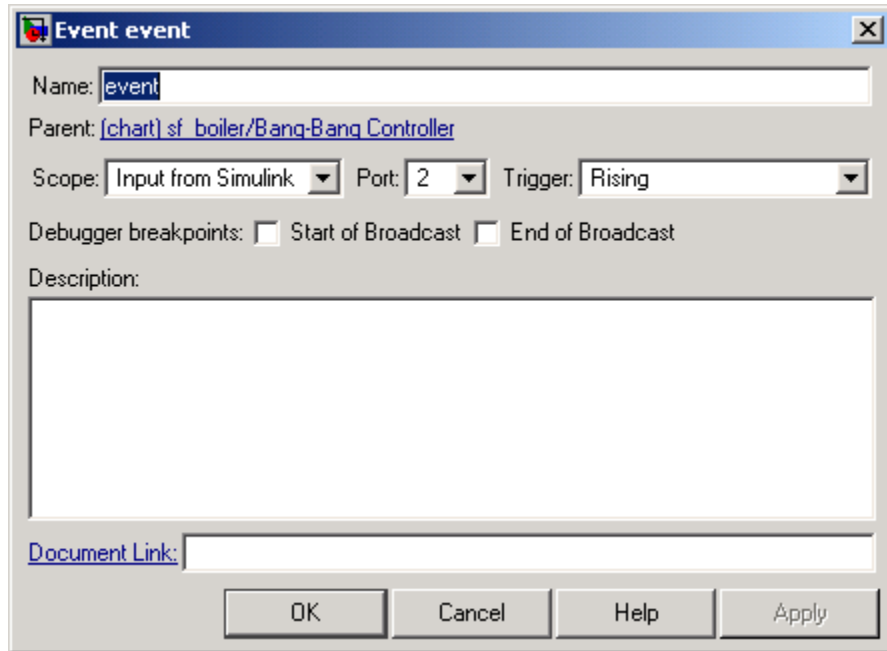 Event event
Name: event
Parent: (chart) sf_boiler/Bang-Bang Controller
Scope: Input from Simulink Port: 2 Trigger: Rising
Debugger breakpoints: Start of Broadcast End of Broadcast
Description:
Document Link:
OK Cancel Help Apply